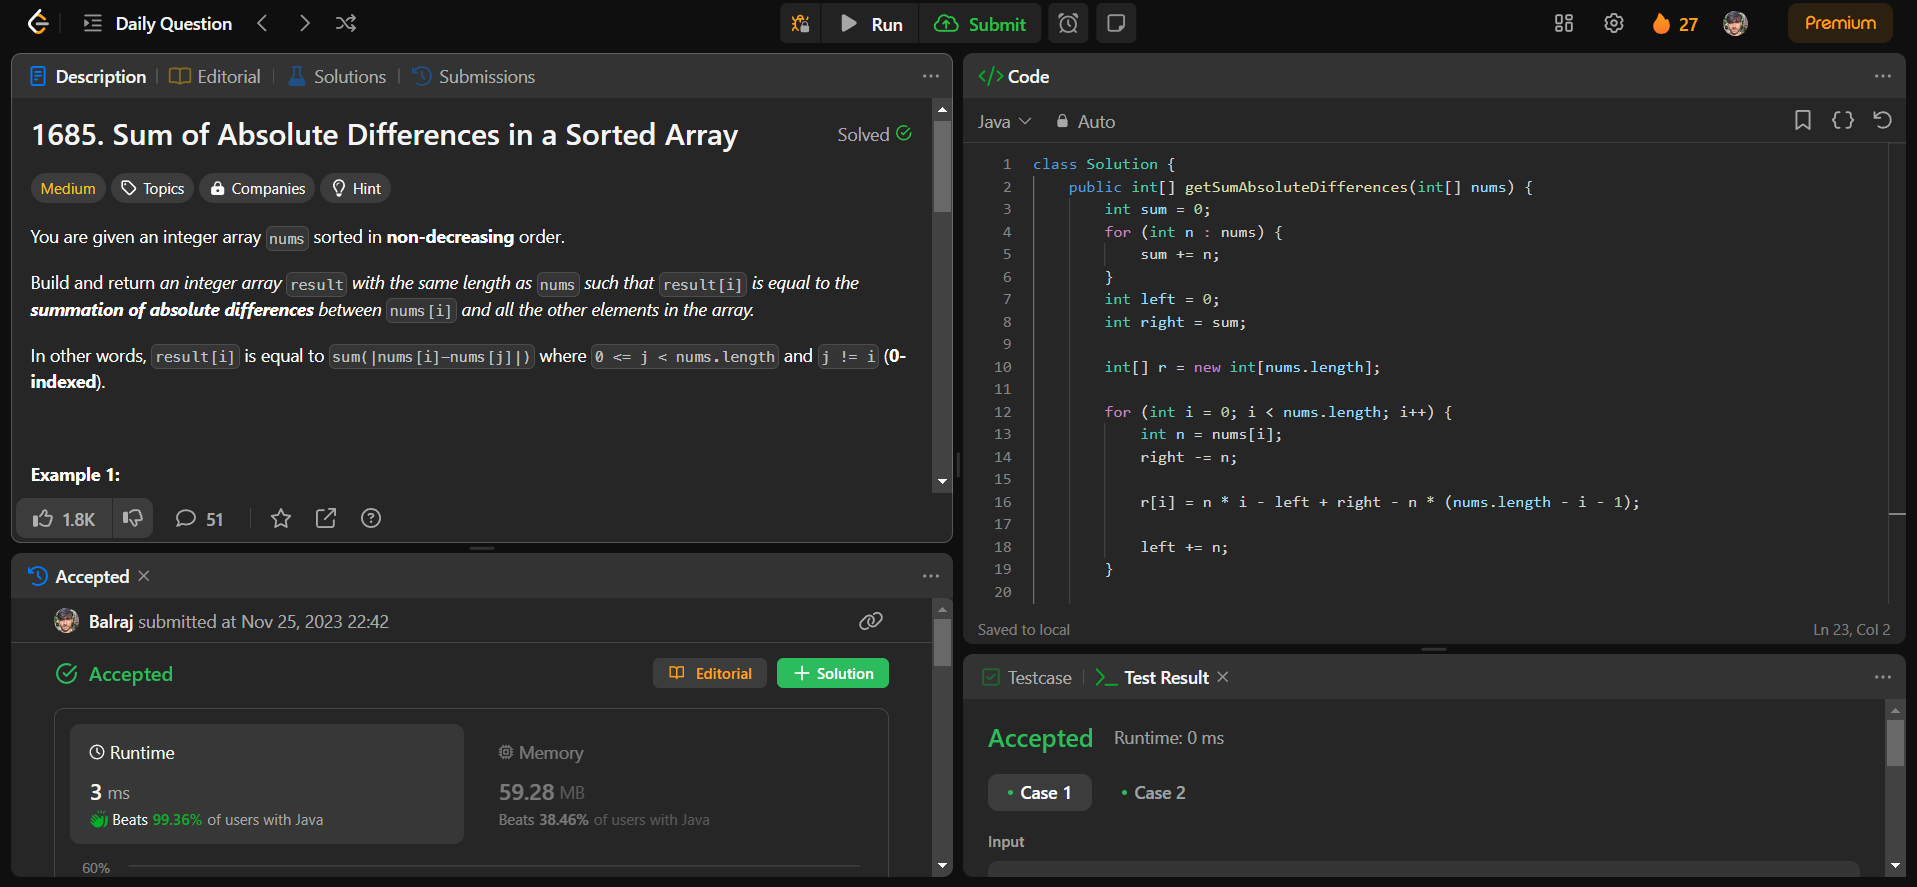 Daily Question
Run
Submit
27
Premium
Description
Editorial
Solutions
Submissions
1685. Sum of Absolute Differences in a Sorted Array
Solved
Medium
Topics
Companies
Hint
You are given an integer array nums sorted in non-decreasing order.
Build and return an integer array result with the same length as nums such that result[i] is equal to the
summation of absolute differences between nums[i] and all the other elements in the array.
In other words, result[i] is equal to sum(|nums[i]-nums[j]|) where 0 <= j < nums.length and j != i (0-
indexed).
Example 1:
1.8K
51
Accepted
Balraj submitted at Nov 25, 2023 22:42
Accepted
Editorial
Solution
Runtime
3 ms
Beats 99.36% of users with Java
Memory
59.28 MB
Beats 38.46% of users with Java
60%
</> Code
Java
Auto
1 class Solution {
2 public int[] getSumAbsoluteDifferences(int[] nums) {
3 int sum = 0;
4 for (int n : nums) {
5 sum += n;
6 }
7 int left = 0;
8 int right = sum;
9
10 int[] r = new int[nums.length];
11
12 for (int i = 0; i < nums.length; i++) {
13 int n = nums[i];
14 right -= n;
15
16 r[i] = n * i - left + right - n * (nums.length - i - 1);
17
18 left += n;
19 }
20
Saved to local
Ln 23, Col 2
Testcase
Test Result
Accepted
Runtime: 0 ms
Case 1
Case 2
Input